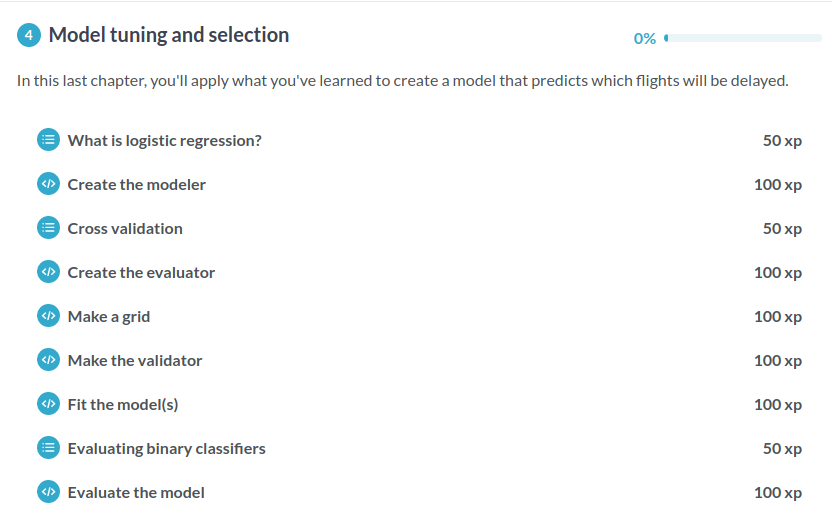 4 Model tuning and selection 0%
In this last chapter, you'll apply what you've learned to create a model that predicts which flights will be delayed.
What is logistic regression? 50 xp
</> Create the modeler 100 xp
Cross validation 50 xp
</> Create the evaluator 100 xp
</> Make a grid 100 xp
</> Make the validator 100 xp
</> Fit the model(s) 100 xp
Evaluating binary classifiers 50 xp
</> Evaluate the model 100 xp